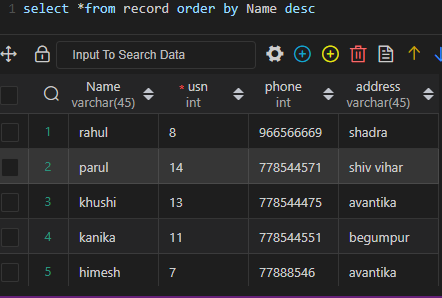 1 select *from record order by Name desc
Input To Search Data
Name * usn phone address
varchar(45) int int varchar(45)
1 rahul 8 966566669 shadra
2 parul 14 778544571 shiv vihar
3 khushi 13 778544475 avantika
4 kanika 11 778544551 begumpur
5 himesh 7 77888546 avantika